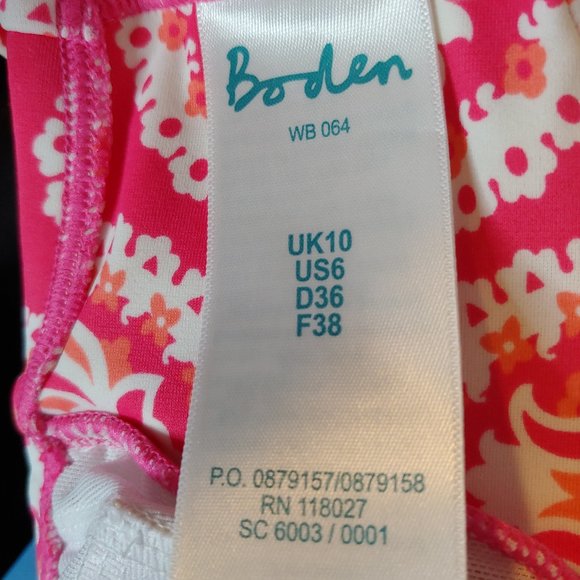 Boden
WB 064
UK10
US6
D36
F38
P.O. 0879157/0879158
RN 118027
SC 6003 / 0001